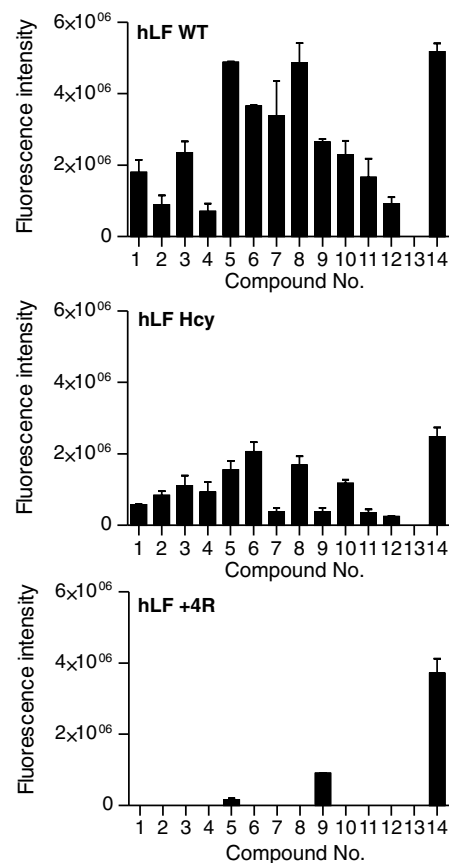 hLF WT
Fluorescence intensity
6×10⁰⁶
4×10⁰⁶
2×10⁰⁶
0
1 2 3 4 5 6 7 8 9 10 11 12 13 14
Compound No.
hLF Hcy
Fluorescence intensity
6×10⁰⁶
4×10⁰⁶
2×10⁰⁶
0
1 2 3 4 5 6 7 8 9 10 11 12 13 14
Compound No.
hLF +4R
Fluorescence intensity
6×10⁰⁶
4×10⁰⁶
2×10⁰⁶
0
1 2 3 4 5 6 7 8 9 10 11 12 13 14
Compound No.